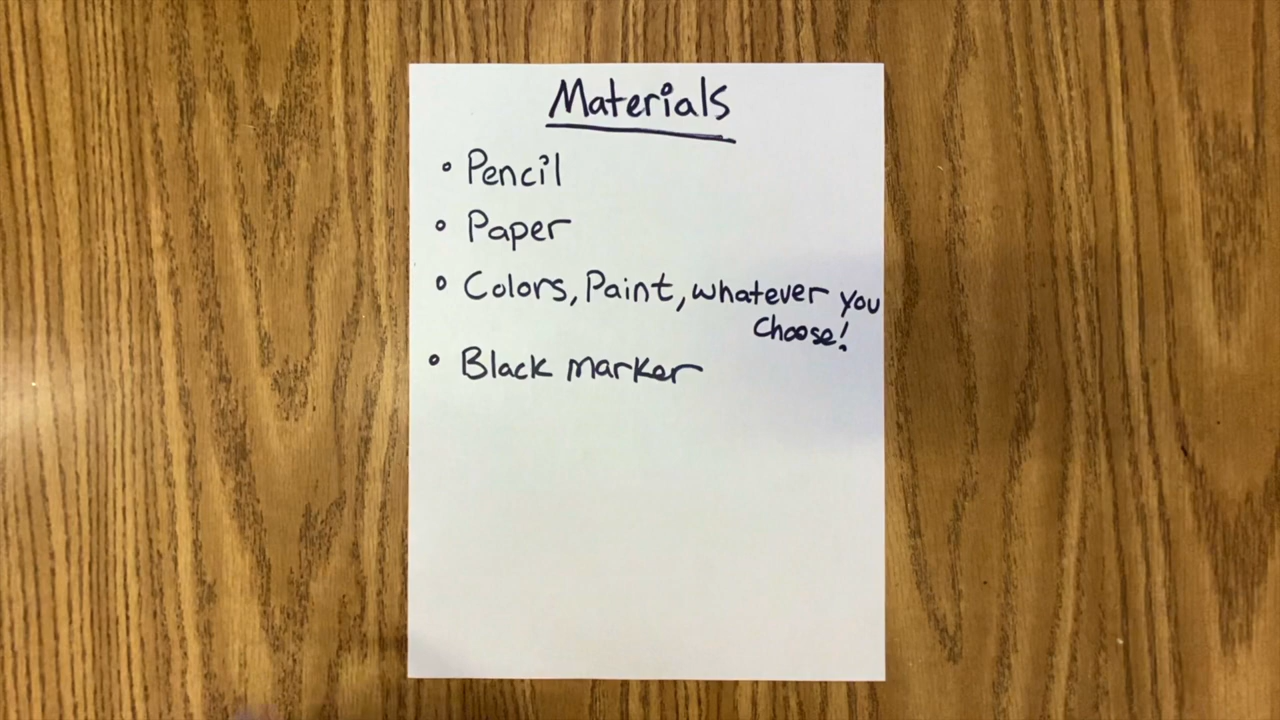 Materials
• Pencil
• Paper
• Colors, Paint, whatever you
choose!
• Black marker